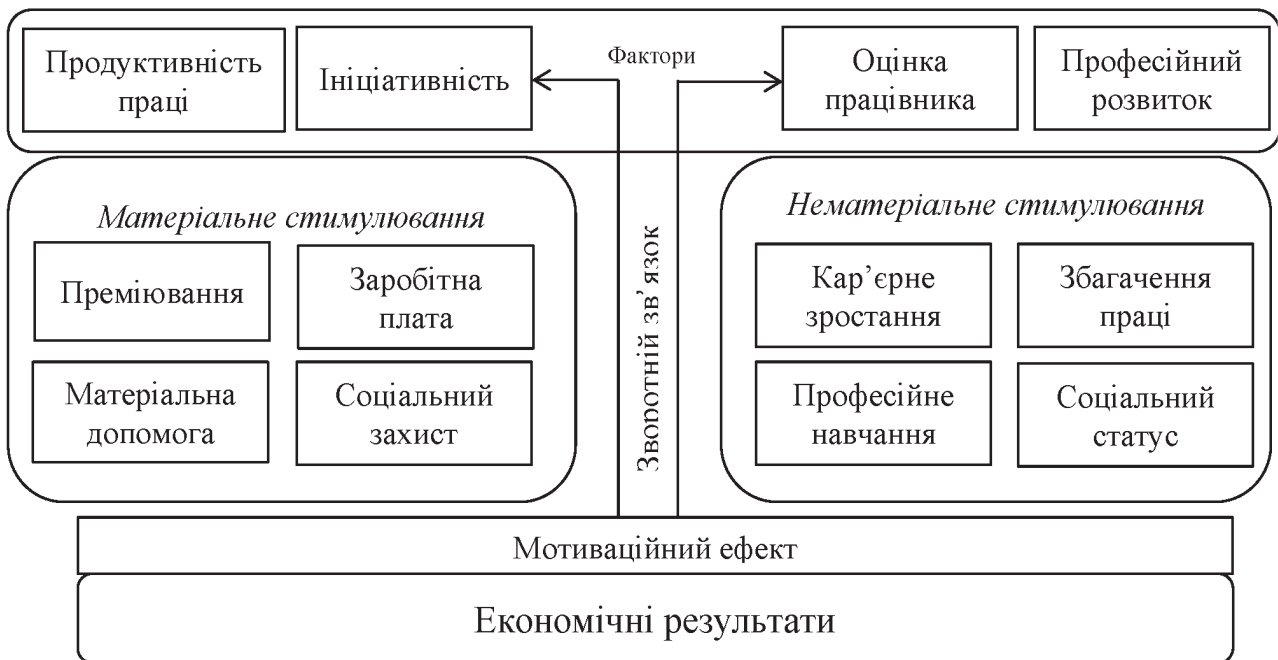 Продуктивність
праці
Ініціативність
Фактори
Оцінка
працівника
Професійний
розвиток
Матеріальне стимулювання
Преміювання
Заробітна
плата
Матеріальна
допомога
Соціальний
захист
Зворотній зв’язок
Нематеріальне стимулювання
Кар’єрне
зростання
Збагачення
праці
Професійне
навчання
Соціальний
статус
Мотиваційний ефект
Економічні результати